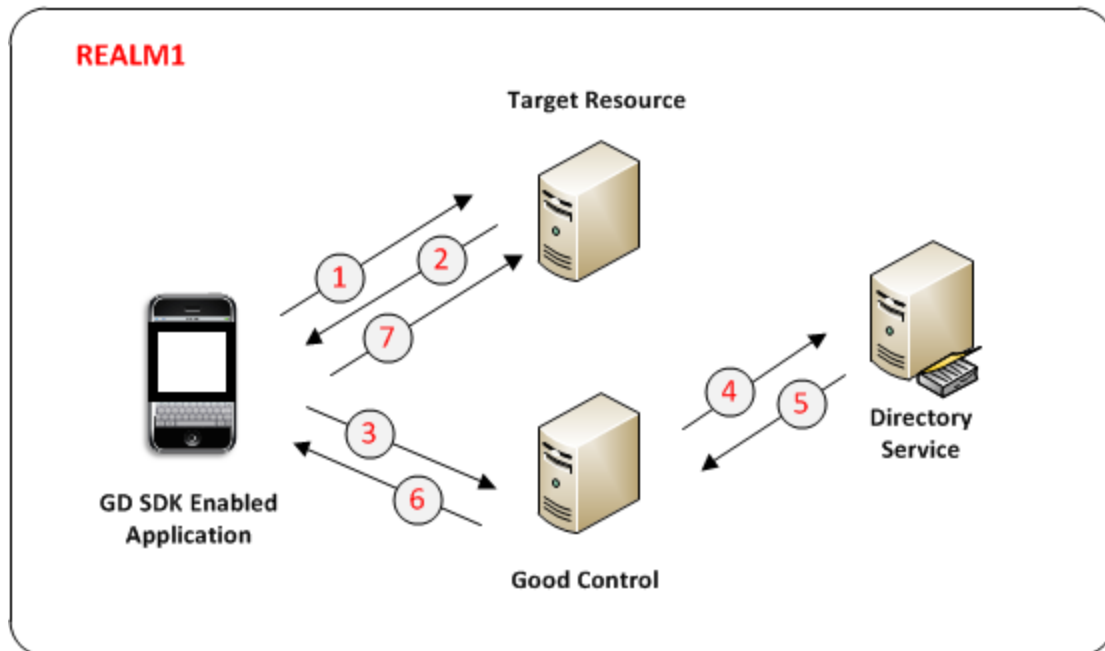 REALM1
Target Resource
1
2
7
3
6
4
5
GD SDK Enabled
Application
Good Control
Directory
Service